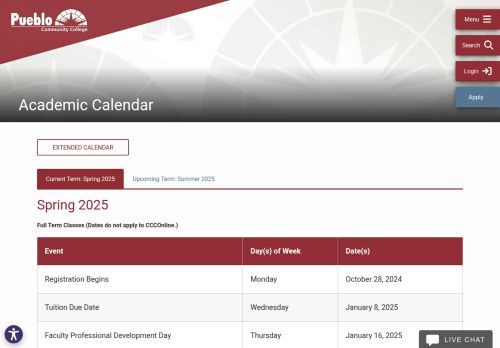 Pueblo
Community College
Menu
Search
Login
Apply
Academic Calendar
EXTENDED CALENDAR
Current Term: Spring 2025
Upcoming Term: Summer 2025
Spring 2025
Full Term Classes (Dates do not apply to CCCOnline.)
Event Day(s) of Week Date(s)
Registration Begins Monday October 28, 2024
Tuition Due Date Wednesday January 8, 2025
Faculty Professional Development Day Thursday January 16, 2025
LIVE CHAT